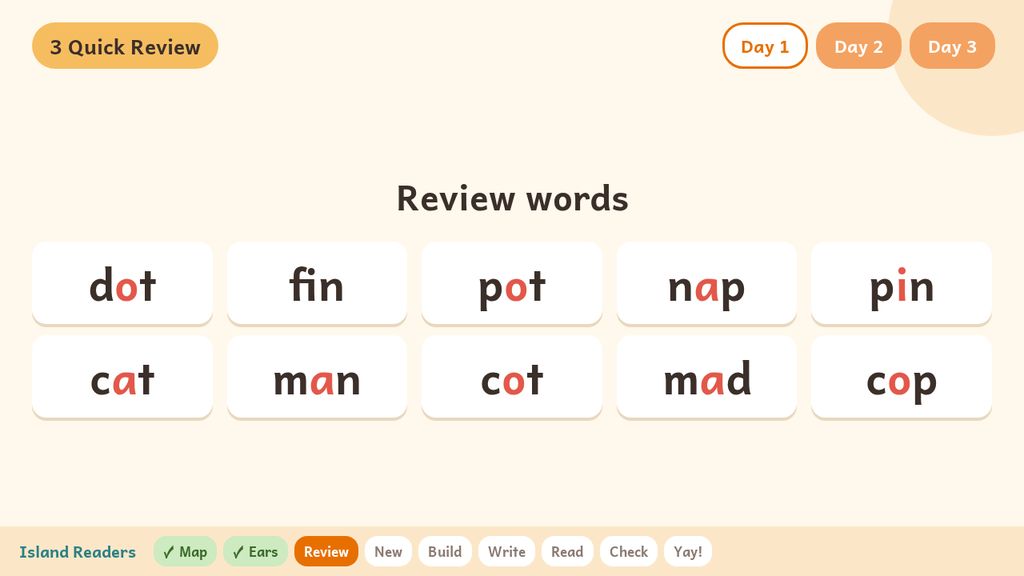 3 Quick Review
Day 1 Day 2 Day 3
Review words
dot fin pot nap pin
cat man cot mad cop
Island Readers ✓ Map ✓ Ears Review New Build Write Read Check Yay!